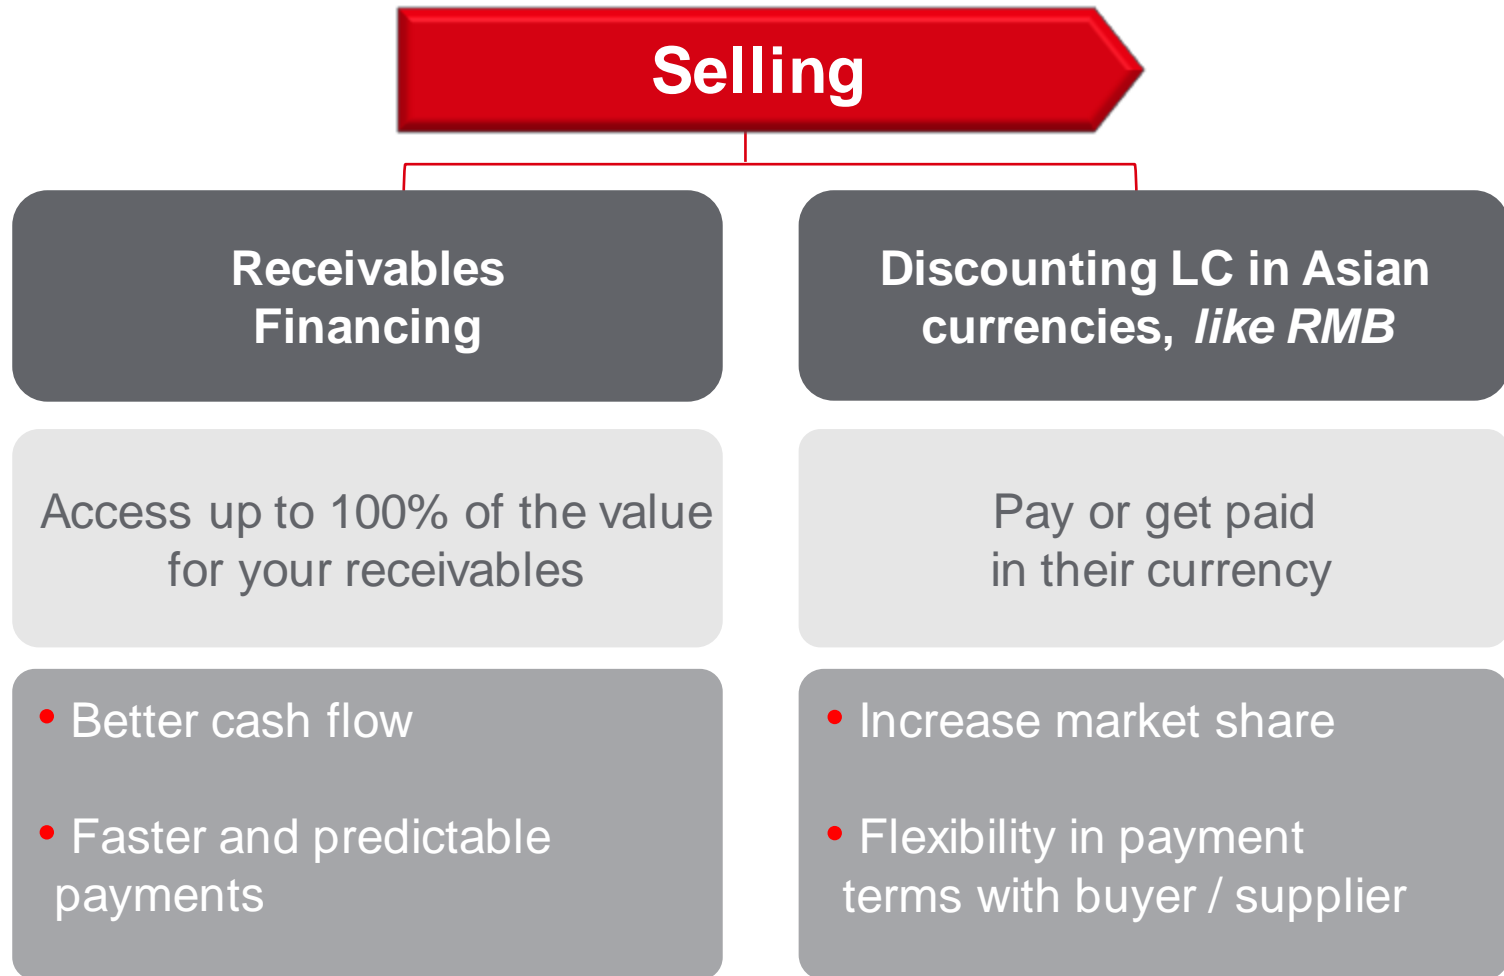 Selling
Receivables
Financing
Access up to 100% of the value
for your receivables
• Better cash flow
• Faster and predictable
payments
Discounting LC in Asian
currencies, like RMB
Pay or get paid
in their currency
• Increase market share
• Flexibility in payment
terms with buyer / supplier